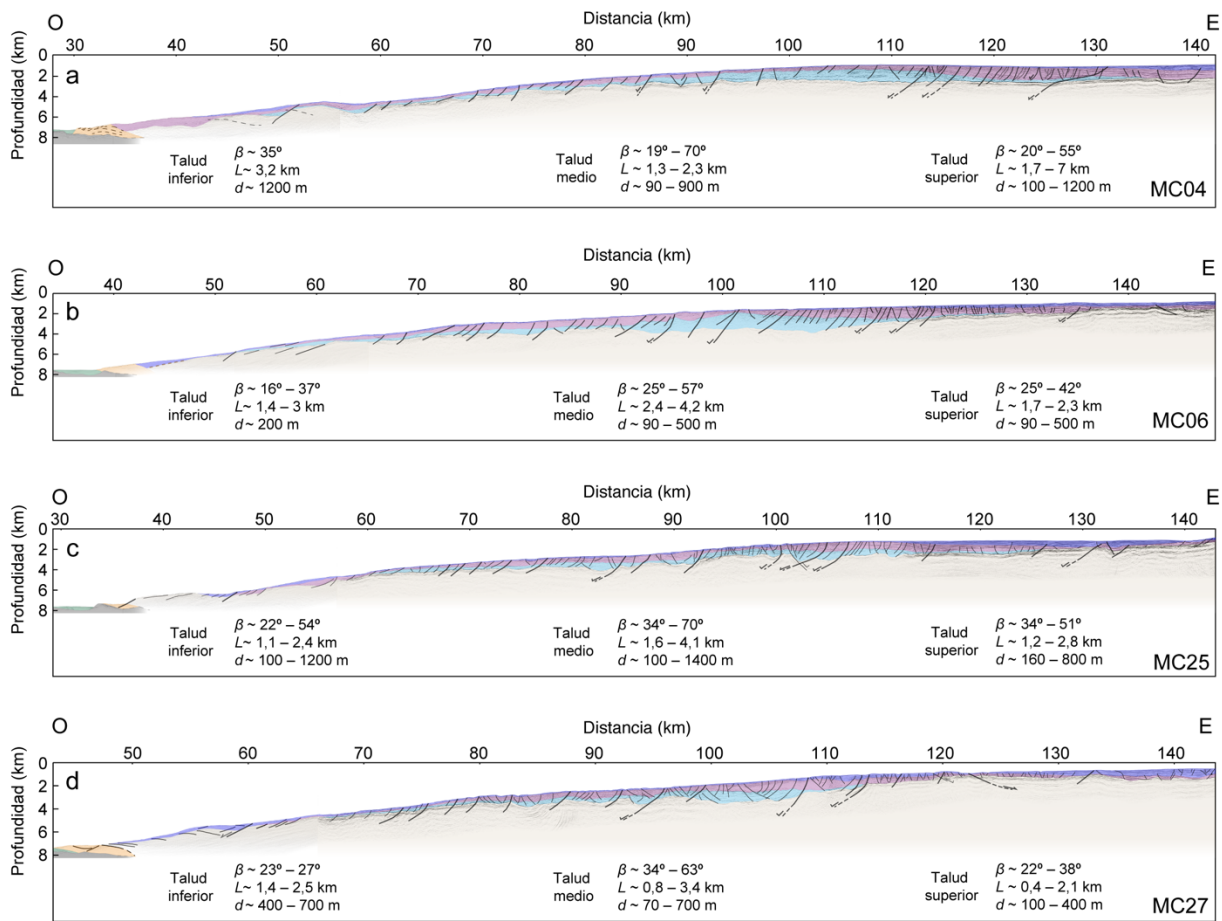 O Distancia (km) E
30 40 50 60 70 80 90 100 110 120 130 140
Profundidad (km)
0
2
4
6
8
a
Talud inferior
β ~ 35º
L ~ 3,2 km
d ~ 1200 m
Talud medio
β ~ 19º – 70º
L ~ 1,3 – 2,3 km
d ~ 90 – 900 m
Talud superior
β ~ 20º – 55º
L ~ 1,7 – 7 km
d ~ 100 – 1200 m
MC04
O Distancia (km) E
40 50 60 70 80 90 100 110 120 130 140
Profundidad (km)
0
2
4
6
8
b
Talud inferior
β ~ 16º – 37º
L ~ 1,4 – 3 km
d ~ 200 m
Talud medio
β ~ 25º – 57º
L ~ 2,4 – 4,2 km
d ~ 90 – 500 m
Talud superior
β ~ 25º – 42º
L ~ 1,7 – 2,3 km
d ~ 90 – 500 m
MC06
O Distancia (km) E
30 40 50 60 70 80 90 100 110 120 130 140
Profundidad (km)
0
2
4
6
8
c
Talud inferior
β ~ 22º – 54º
L ~ 1,1 – 2,4 km
d ~ 100 – 1200 m
Talud medio
β ~ 34º – 70º
L ~ 1,6 – 4,1 km
d ~ 100 – 1400 m
Talud superior
β ~ 34º – 51º
L ~ 1,2 – 2,8 km
d ~ 160 – 800 m
MC25
O Distancia (km) E
50 60 70 80 90 100 110 120 130 140
Profundidad (km)
0
2
4
6
8
d
Talud inferior
β ~ 23º – 27º
L ~ 1,4 – 2,5 km
d ~ 400 – 700 m
Talud medio
β ~ 34º – 63º
L ~ 0,8 – 3,4 km
d ~ 70 – 700 m
Talud superior
β ~ 22º – 38º
L ~ 0,4 – 2,1 km
d ~ 100 – 400 m
MC27